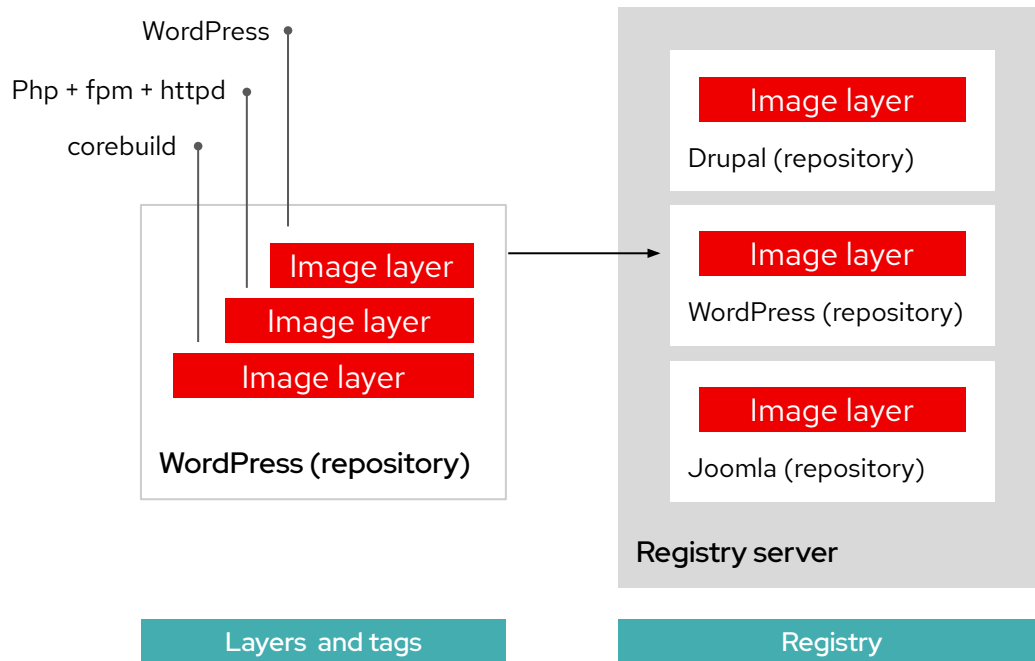 WordPress
Php + fpm + httpd
corebuild
Image layer
Image layer
Image layer
WordPress (repository)
Layers and tags
Image layer
Drupal (repository)
Image layer
WordPress (repository)
Image layer
Joomla (repository)
Registry server
Registry